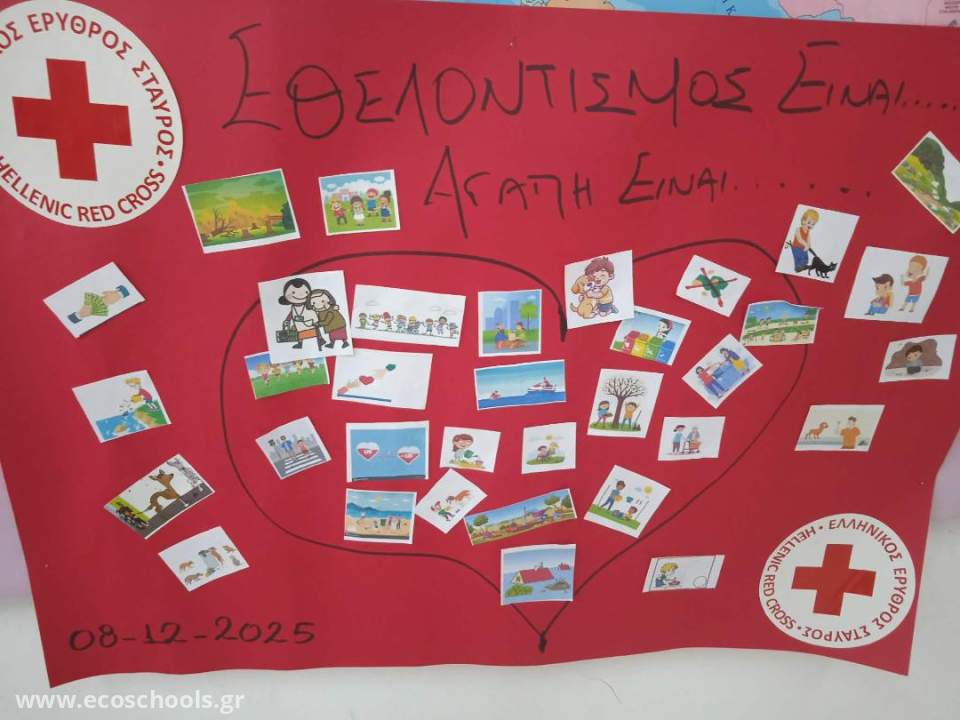 ΟΣ ΕΡΥΘΡΟΣ ΣΤΑΥΡΟΣ •
HELLENIC RED CROSS •
ΕΘΕΛΟΝΤΙΣΜΟΣ ΕΙΝΑΙ.....
ΑΓΑΠΗ ΕΙΝΑΙ.......
ΕΛΛΗΝΙΚΟΣ ΕΡΥΘΡΟΣ ΣΤΑΥΡΟΣ •
HELLENIC RED CROSS •
08-12-2025
www.ecoschools.gr